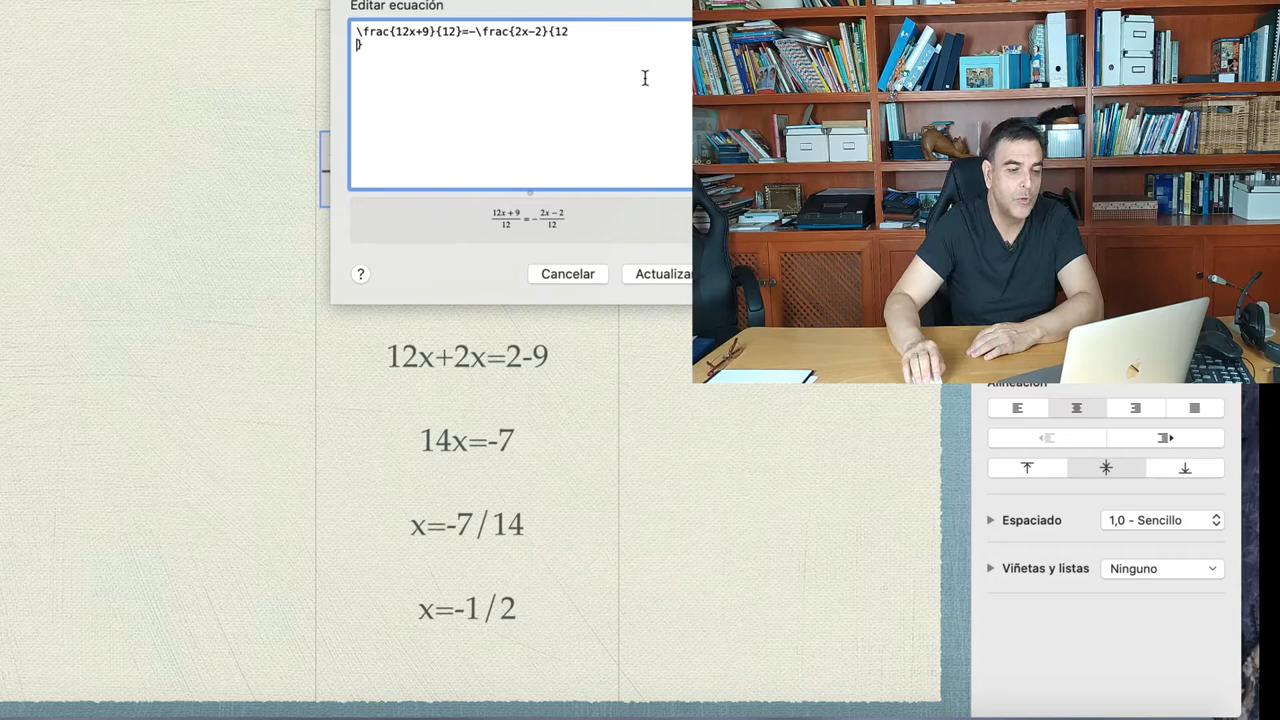 Editar ecuación
\frac{12x+9}{12}=-\frac{2x-2}{12
}
12x + 9 / 12 = - 2x - 2 / 12
?
Cancelar
Actualiza
12x+2x=2-9
14x=-7
x=-7/14
x=-1/2
Espaciado
1,0 - Sencillo
Viñetas y listas
Ninguno